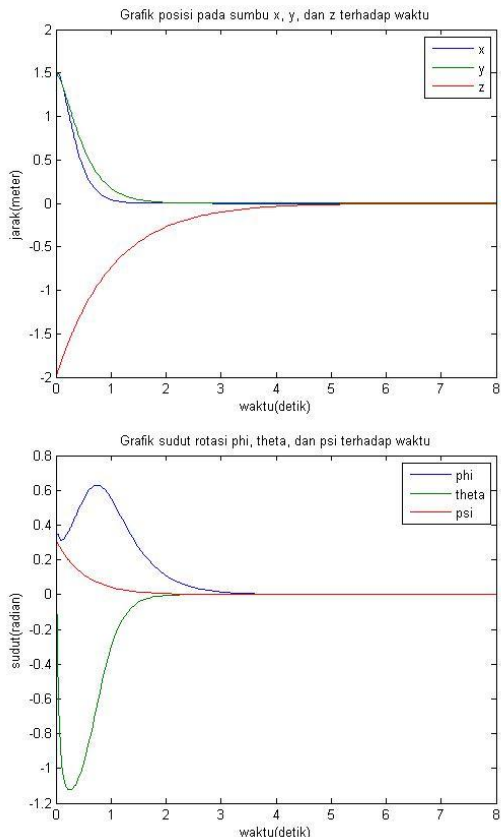 Grafik posisi pada sumbu x, y, dan z terhadap waktu
2
1.5
1
0.5
0
-0.5
-1
-1.5
-2
jarak(meter)
x
y
z
0 1 2 3 4 5 6 7 8
waktu(detik)
Grafik sudut rotasi phi, theta, dan psi terhadap waktu
0.8
0.6
0.4
0.2
0
-0.2
-0.4
-0.6
-0.8
-1
-1.2
sudut(radian)
phi
theta
psi
0 1 2 3 4 5 6 7 8
waktu(detik)